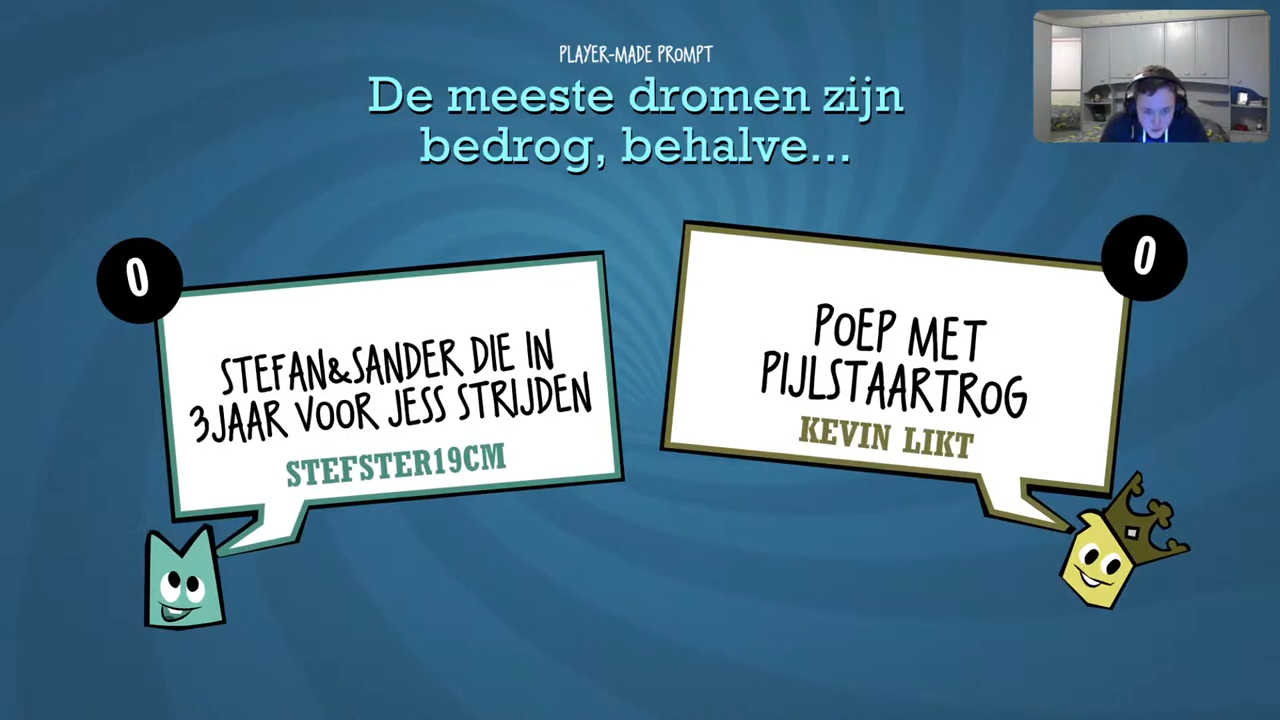 PLAYER-MADE PROMPT
De meeste dromen zijn
bedrog, behalve...
0
STEFAN&SANDER DIE IN
3JAAR VOOR JESS STRIJDEN
STEFSTER19CM
0
POEP MET
PIJLSTAARTROG
KEVIN LIKT